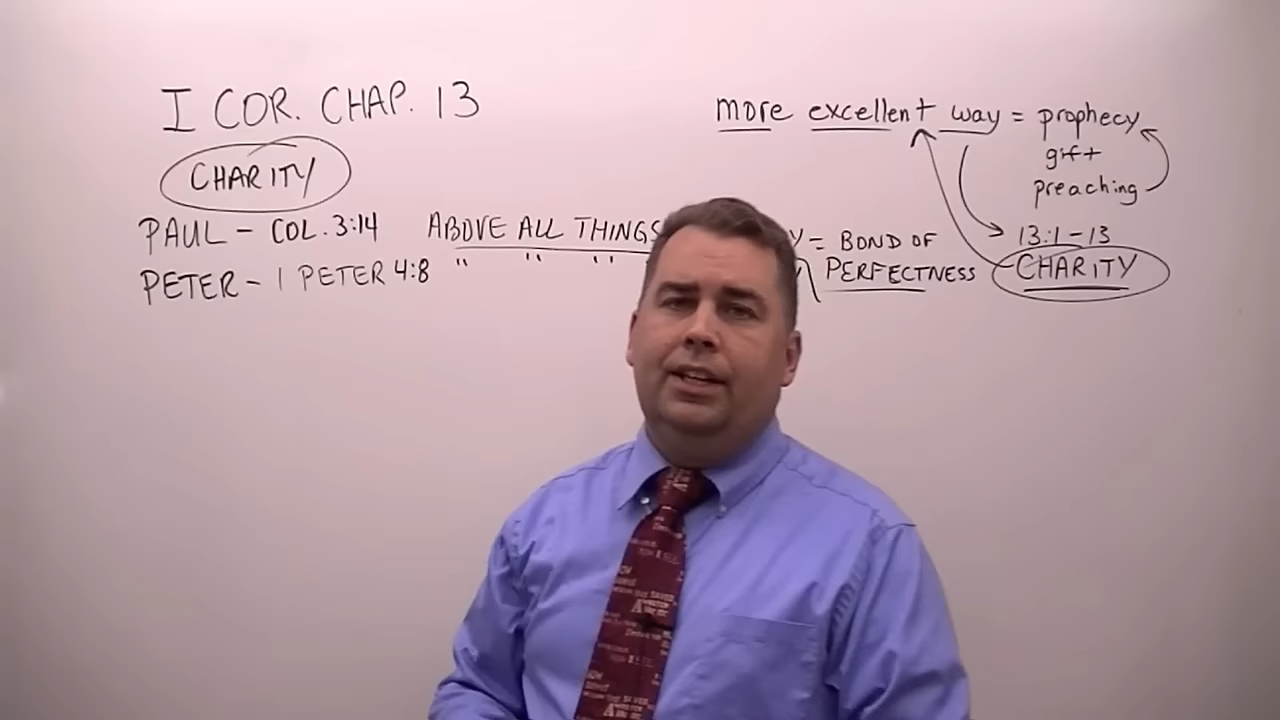 I COR. CHAP. 13
CHARITY
PAUL - COL. 3:14 ABOVE ALL THINGS
PETER - I PETER 4:8 " " " "
more excellent way = prophecy
gift
preaching
13:1-13
CHARITY
Y = BOND OF
PERFECTNESS